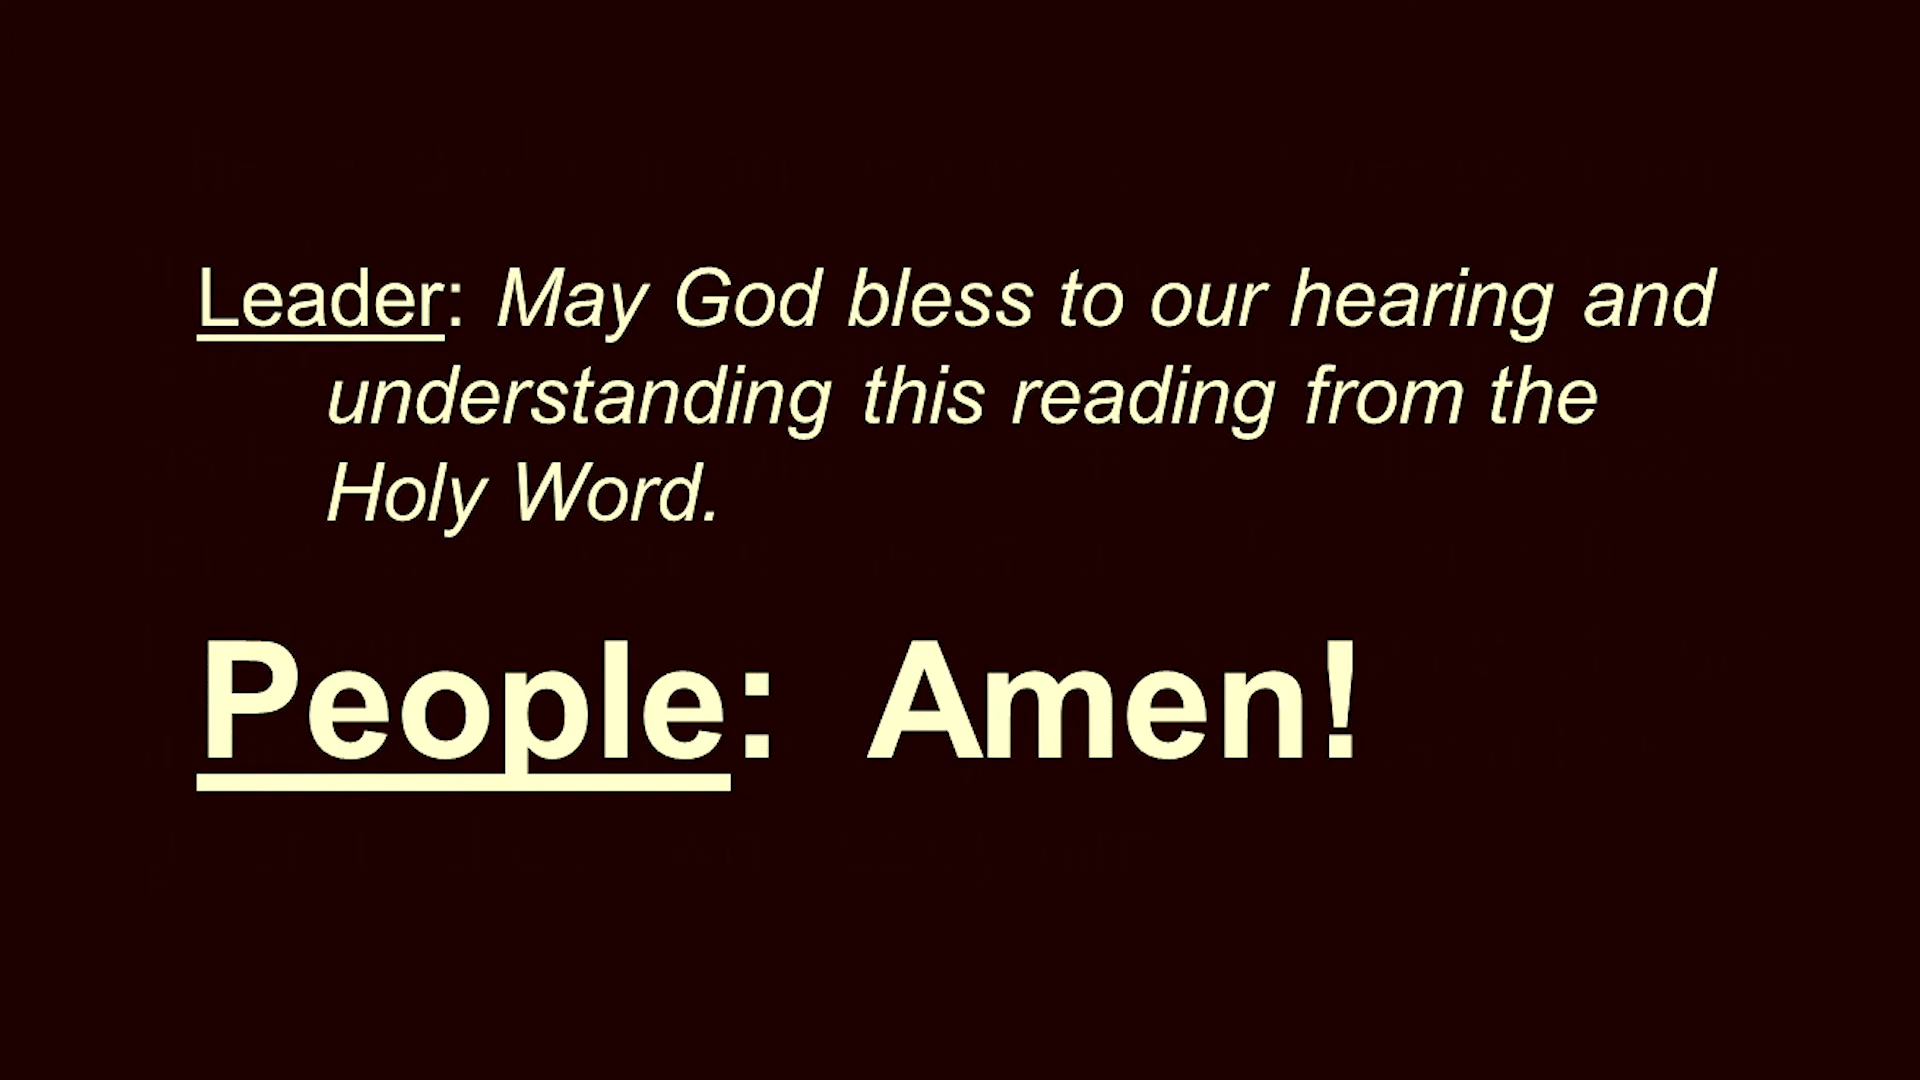 Leader: May God bless to our hearing and
understanding this reading from the
Holy Word.
People: Amen!